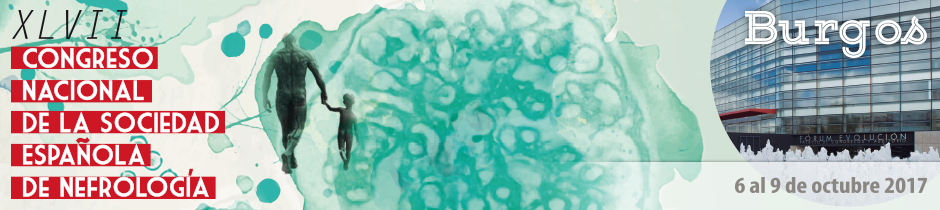 XLVII
CONGRESO
NACIONAL
DE LA SOCIEDAD
ESPAÑOLA
DE NEFROLOGÍA
Burgos
FORUM EVOLUCIÓN
6 al 9 de octubre 2017